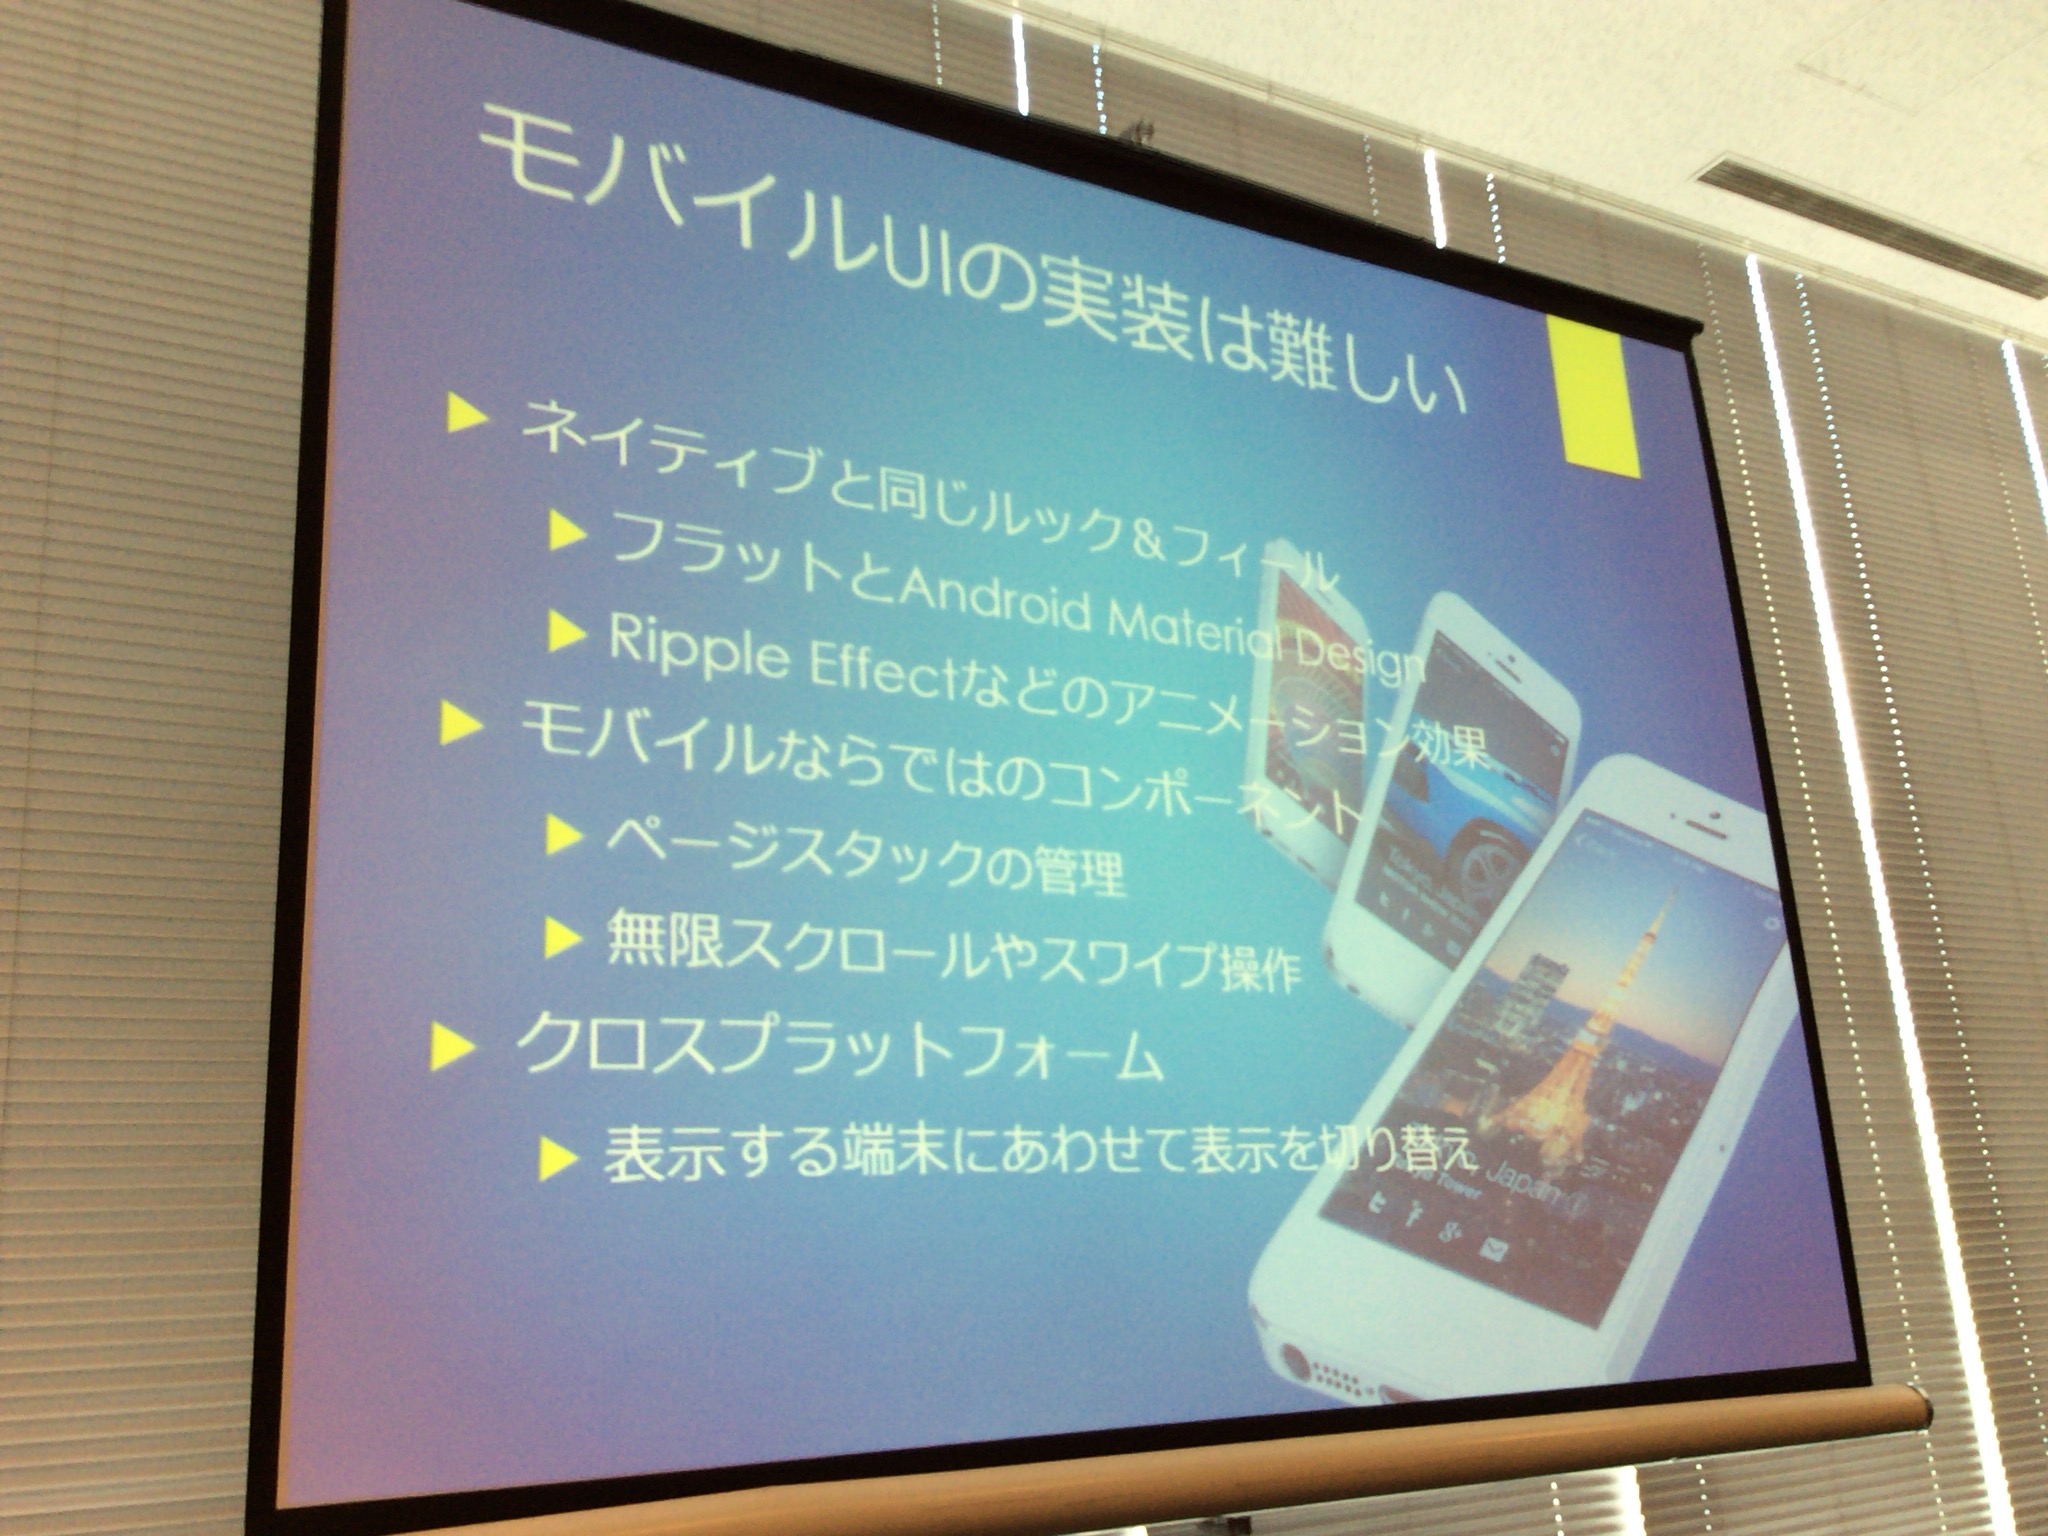 モバイルUIの実装は難しい
ネイティブと同じルック&フィール
フラットとAndroid Material Design
Ripple Effectなどのアニメーション効果
モバイルならではのコンポーネント
ページスタックの管理
無限スクロールやスワイプ操作
クロスプラットフォーム
表示する端末にあわせて表示を切り替え
Tokyo, Japan
Japan
Tower